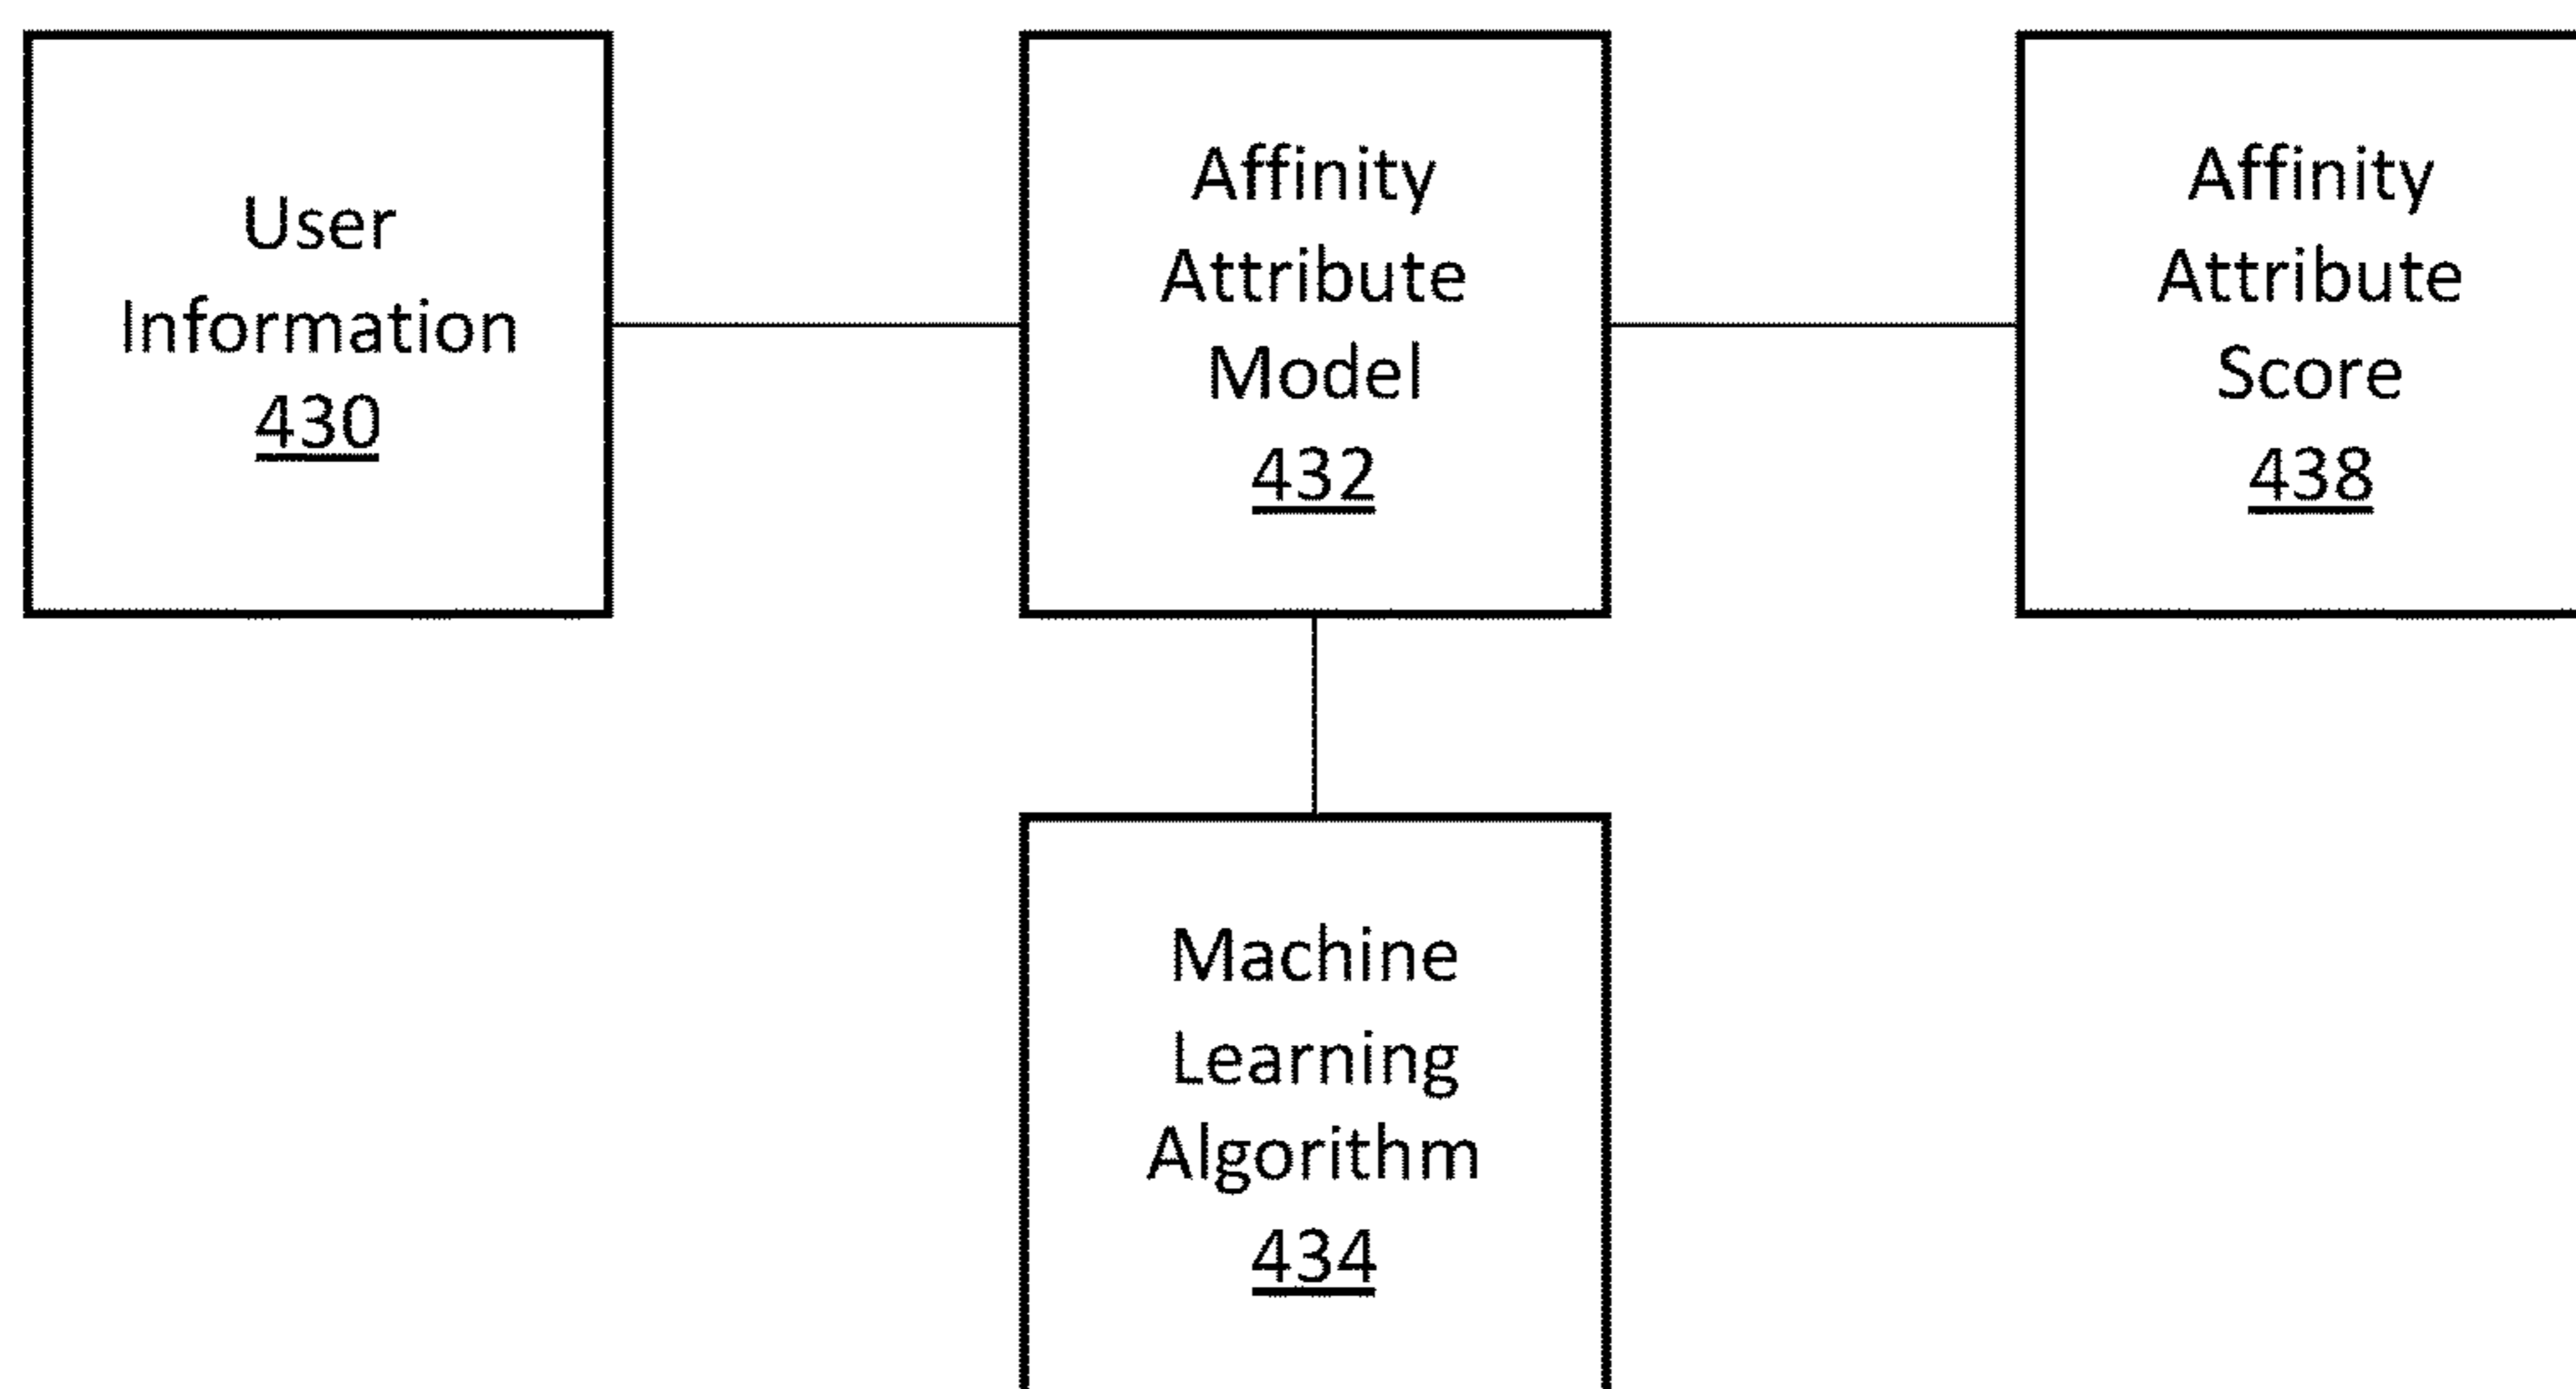 User
Information
430
Affinity
Attribute
Model
432
Affinity
Attribute
Score
438
Machine
Learning
Algorithm
434